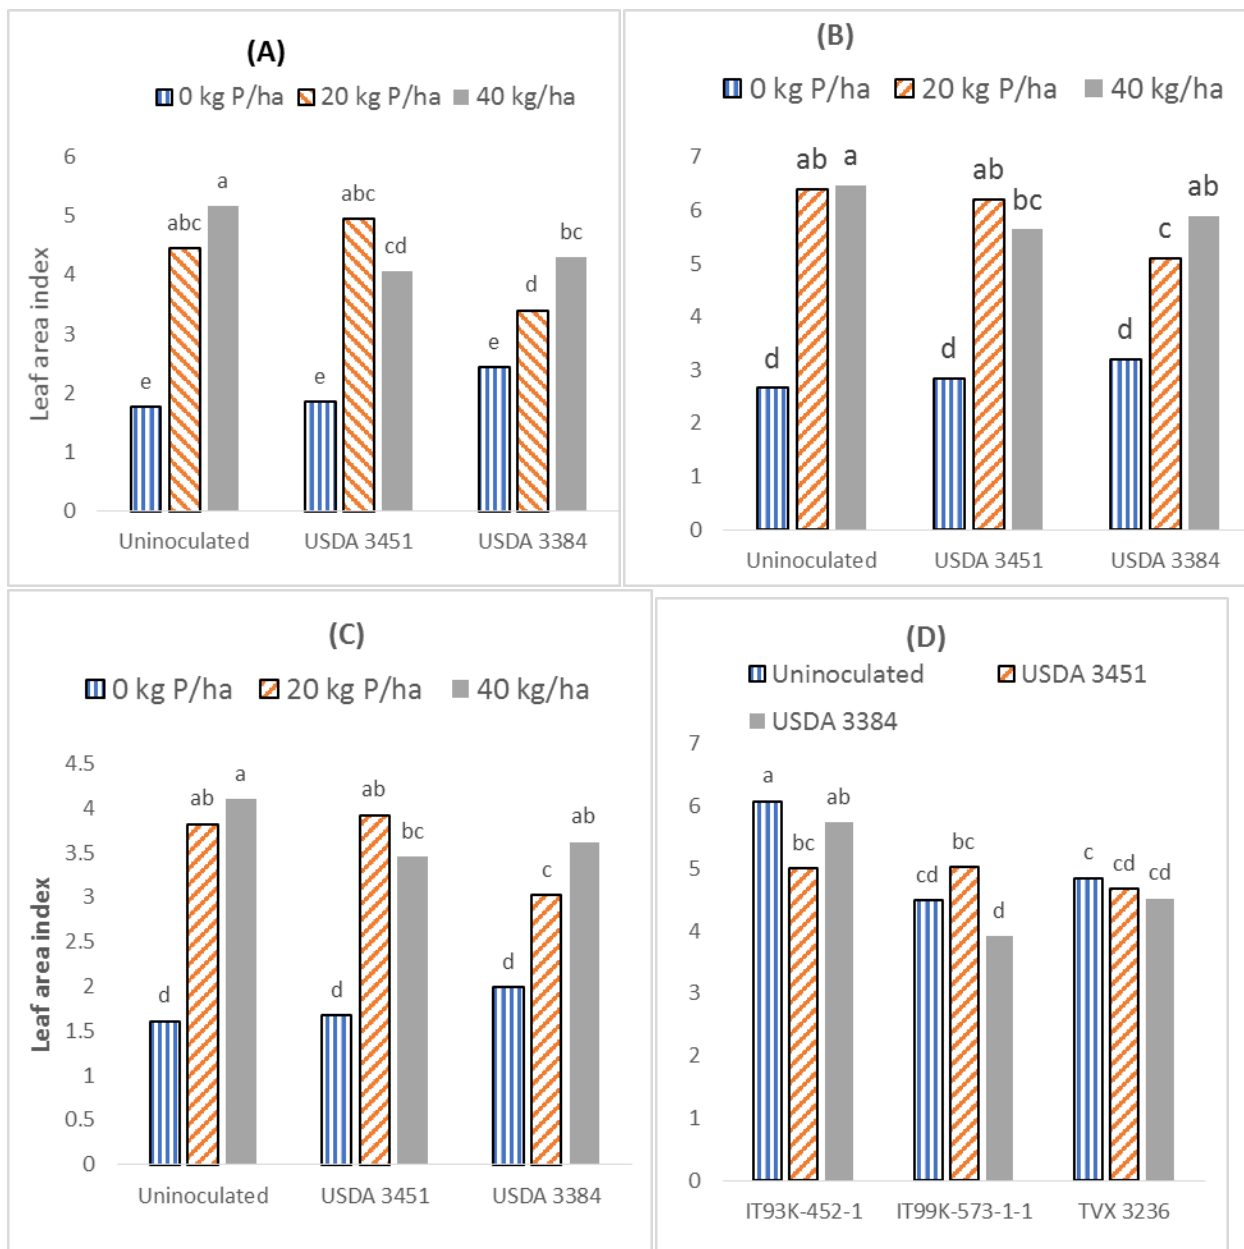 (A)
0 kg P/ha 20 kg P/ha 40 kg/ha
6
5
4
3
2
1
0
Leaf area index
e abc a
e abc cd
e d bc
Uninoculated USDA 3451 USDA 3384
(B)
0 kg P/ha 20 kg P/ha 40 kg/ha
7
6
5
4
3
2
1
0
d ab a
d ab bc
d c ab
Uninoculated USDA 3451 USDA 3384
(C)
0 kg P/ha 20 kg P/ha 40 kg/ha
4.5
4
3.5
3
2.5
2
1.5
1
0.5
0
Leaf area index
d ab a
d ab bc
d c ab
Uninoculated USDA 3451 USDA 3384
(D)
Uninoculated USDA 3451
USDA 3384
7
6
5
4
3
2
1
0
a bc ab
cd bc d
c cd cd
IT93K-452-1 IT99K-573-1-1 TVX 3236